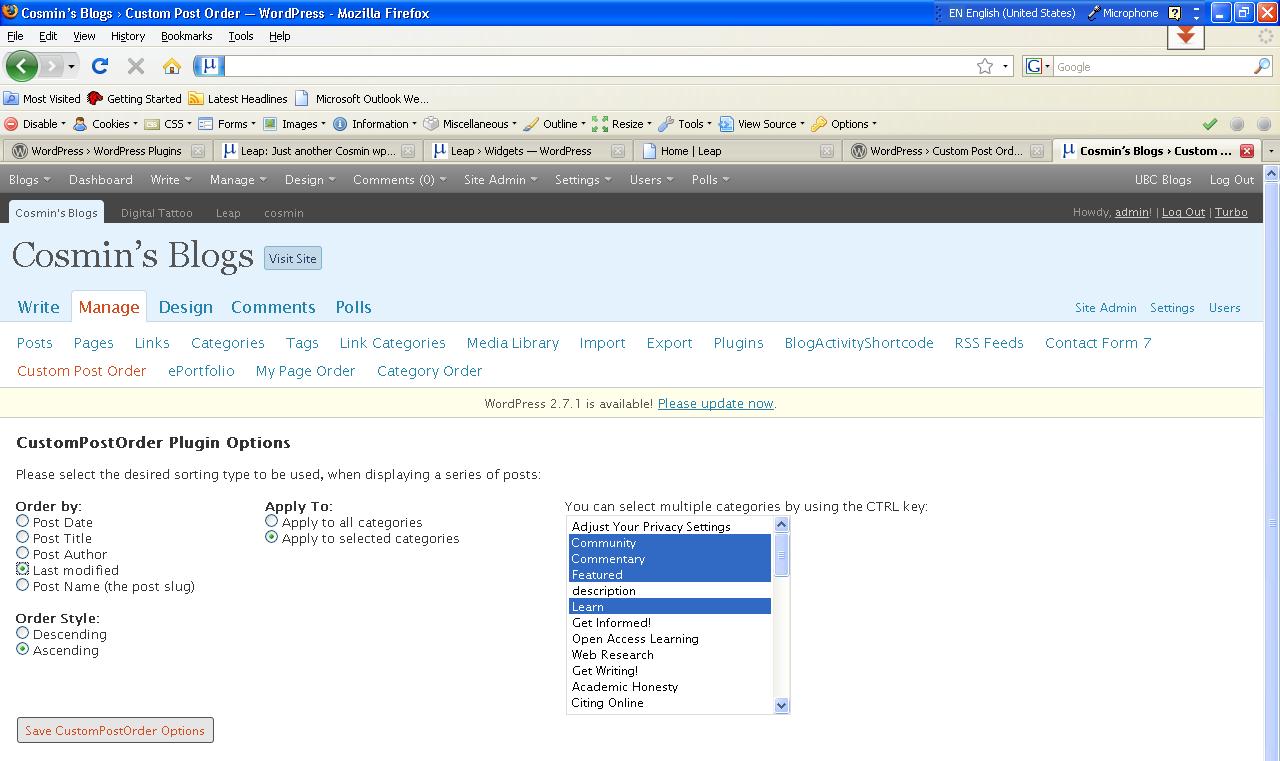 Cosmin's Blogs › Custom Post Order — WordPress - Mozilla Firefox
EN English (United States) Microphone ?
File Edit View History Bookmarks Tools Help
µ G Google
Most Visited Getting Started Latest Headlines Microsoft Outlook We...
Disable Cookies CSS Forms Images Information Miscellaneous Outline Resize Tools View Source Options
WordPress › WordPress Plugins µ Leap: Just another Cosmin wp... µ Leap › Widgets — WordPress Home | Leap WordPress › Custom Post Ord... µ Cosmin's Blogs › Custom ...
Blogs Dashboard Write Manage Design Comments (0) Site Admin Settings Users Polls UBC Blogs Log Out
Cosmin's Blogs Digital Tattoo Leap cosmin Howdy, admin! | Log Out | Turbo
Cosmin's Blogs Visit Site
Write Manage Design Comments Polls Site Admin Settings Users
Posts Pages Links Categories Tags Link Categories Media Library Import Export Plugins BlogActivityShortcode RSS Feeds Contact Form 7
Custom Post Order ePortfolio My Page Order Category Order
WordPress 2.7.1 is available! Please update now.
CustomPostOrder Plugin Options
Please select the desired sorting type to be used, when displaying a series of posts:
Order by:
Post Date
Post Title
Post Author
Last modified
Post Name (the post slug)
Order Style:
Descending
Ascending
Apply To:
Apply to all categories
Apply to selected categories
You can select multiple categories by using the CTRL key:
Adjust Your Privacy Settings
Community
Commentary
Featured
description
Learn
Get Informed!
Open Access Learning
Web Research
Get Writing!
Academic Honesty
Citing Online
Save CustomPostOrder Options